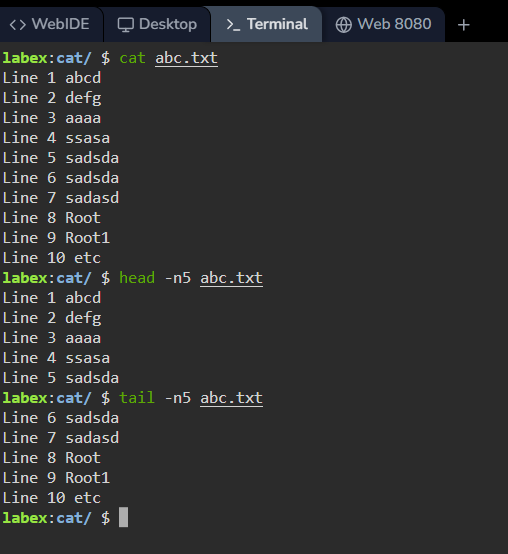 WebIDE Desktop Terminal Web 8080
labex:cat/ $ cat abc.txt
Line 1 abcd
Line 2 defg
Line 3 aaaa
Line 4 ssasa
Line 5 sadsda
Line 6 sadsda
Line 7 sadasd
Line 8 Root
Line 9 Root1
Line 10 etc
labex:cat/ $ head -n5 abc.txt
Line 1 abcd
Line 2 defg
Line 3 aaaa
Line 4 ssasa
Line 5 sadsda
labex:cat/ $ tail -n5 abc.txt
Line 6 sadsda
Line 7 sadasd
Line 8 Root
Line 9 Root1
Line 10 etc
labex:cat/ $